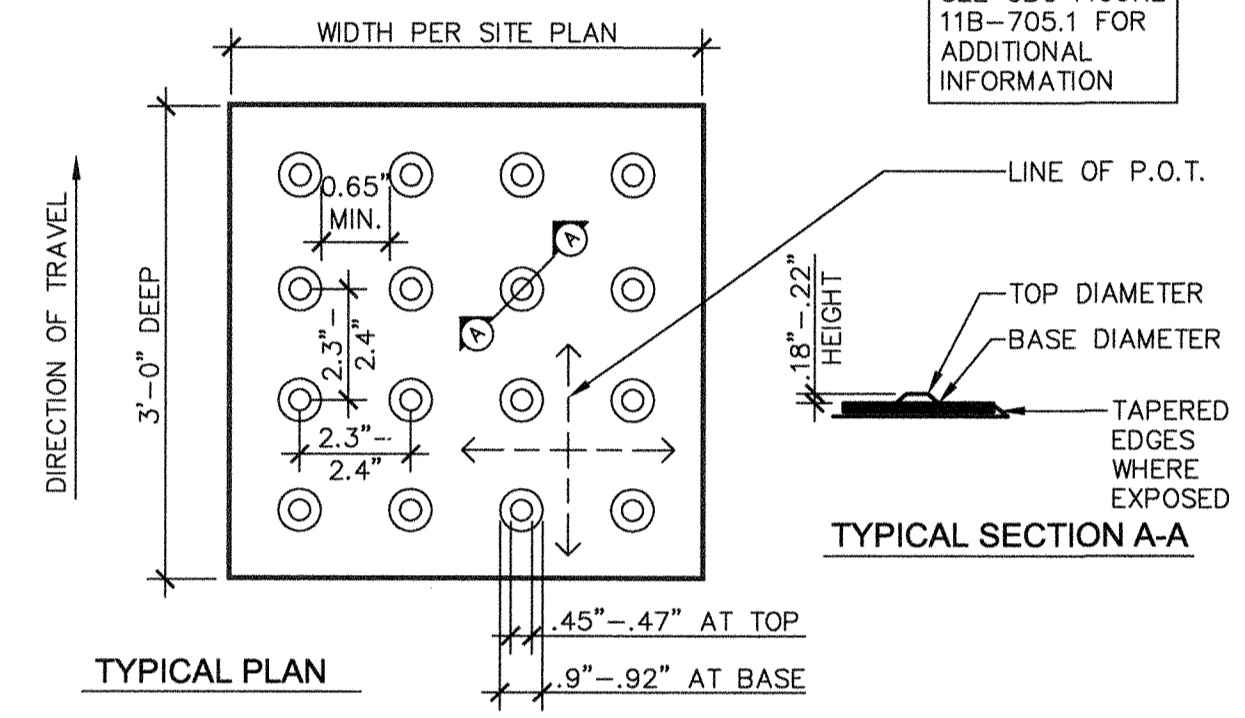 WIDTH PER SITE PLAN
11B-705.1 FOR
ADDITIONAL
INFORMATION
LINE OF P.O.T.
0.65"
MIN.
DIRECTION OF TRAVEL
3'-0" DEEP
A
A
2.3"-
2.4"
2.3"-
2.4"
.18"-.22"
HEIGHT
TOP DIAMETER
BASE DIAMETER
TAPERED
EDGES
WHERE
EXPOSED
TYPICAL SECTION A-A
.45"-.47" AT TOP
.9"-.92" AT BASE
TYPICAL PLAN